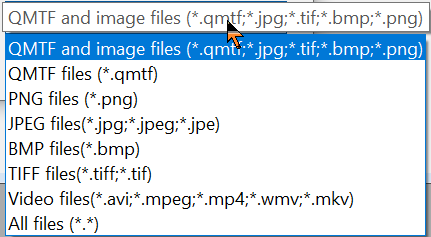 QMTF and image files (*.qmtf;*.jpg;*.tif;*.bmp;*.png)
QMTF and image files (*.qmtf;*.jpg;*.tif;*.bmp;*.png)
QMTF files (*.qmtf)
PNG files (*.png)
JPEG files(*.jpg;*.jpeg;*.jpe)
BMP files(*.bmp)
TIFF files(*.tiff;*.tif)
Video files(*.avi;*.mpeg;*.mp4;*.wmv;*.mkv)
All files (*.*)